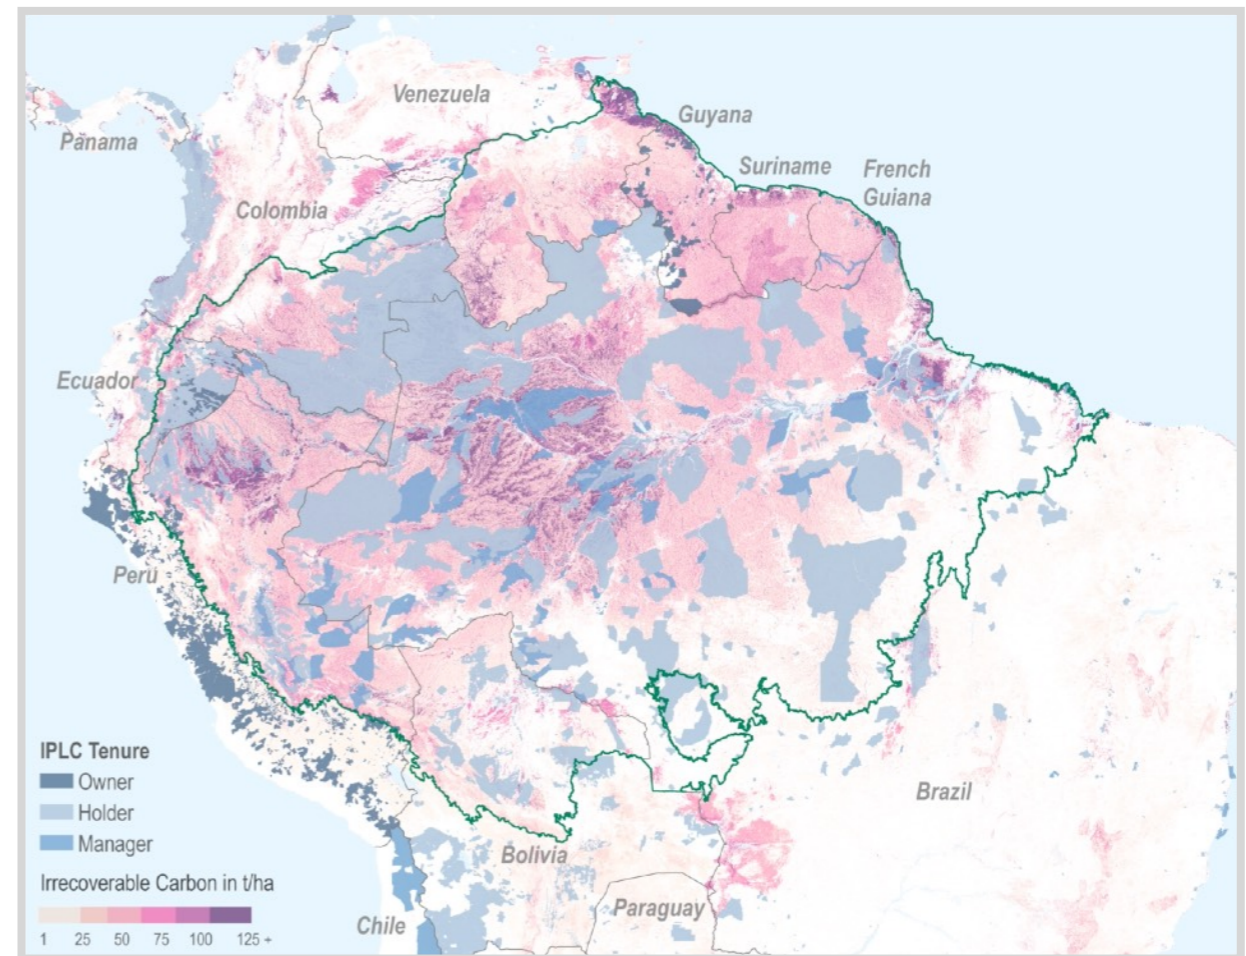 Venezuela
Guyana
Panama
Suriname
French
Guiana
Colombia
Ecuador
Peru
IPLC Tenure
Owner
Holder
Manager
Brazil
Bolivia
Irrecoverable Carbon in t/ha
Paraguay
Chile
1 25 50 75 100 125 +